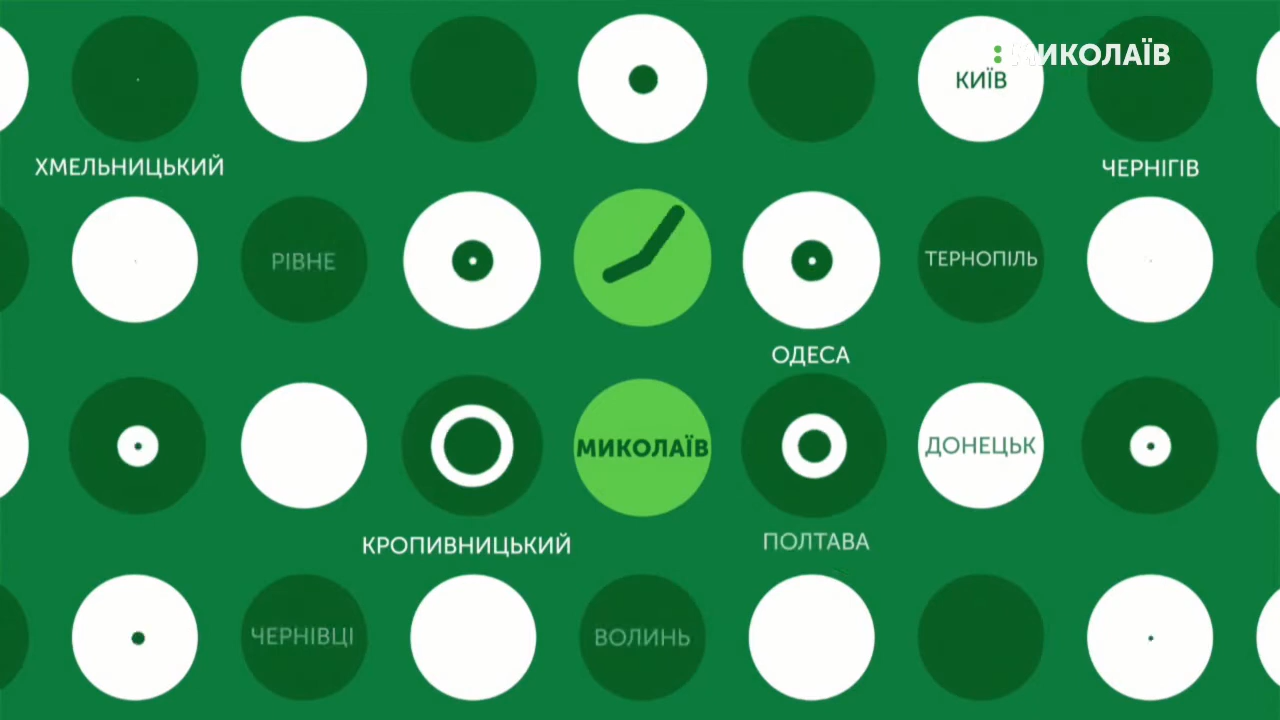 МИКОЛАЇВ
КИЇВ
ХМЕЛЬНИЦЬКИЙ
ЧЕРНІГІВ
РІВНЕ
ТЕРНОПІЛЬ
ОДЕСА
МИКОЛАЇВ
ДОНЕЦЬК
КРОПИВНИЦЬКИЙ
ПОЛТАВА
ЧЕРНІВЦІ
ВОЛИНЬ